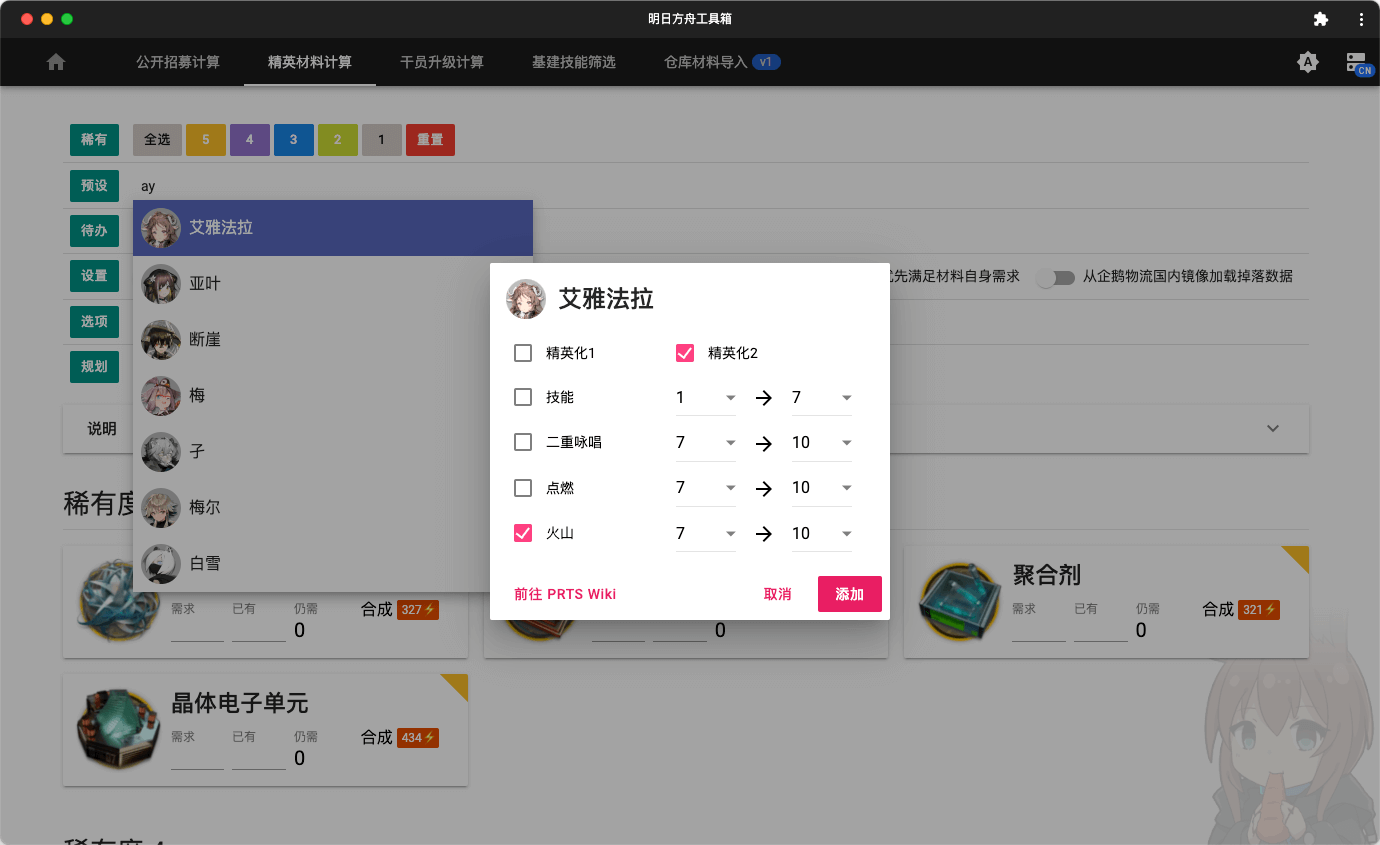 明日方舟工具箱
公开招募计算 精英材料计算 干员升级计算 基建技能筛选 仓库材料导入 v1 A CN
稀有 全选 5 4 3 2 1 重置
预设 ay
待办 艾雅法拉
设置 亚叶 先满足材料自身需求 从企鹅物流国内镜像加载掉落数据
选项 断崖
规划 梅
说明 孑
稀有度 梅尔
白雪
艾雅法拉
精英化1 精英化2
技能 1 7
二重咏唱 7 10
点燃 7 10
火山 7 10
前往 PRTS Wiki 取消 添加
需求 已有 仍需 合成 327
0
0
聚合剂
需求 已有 仍需 合成 321
0
晶体电子单元
需求 已有 仍需 合成 434
0